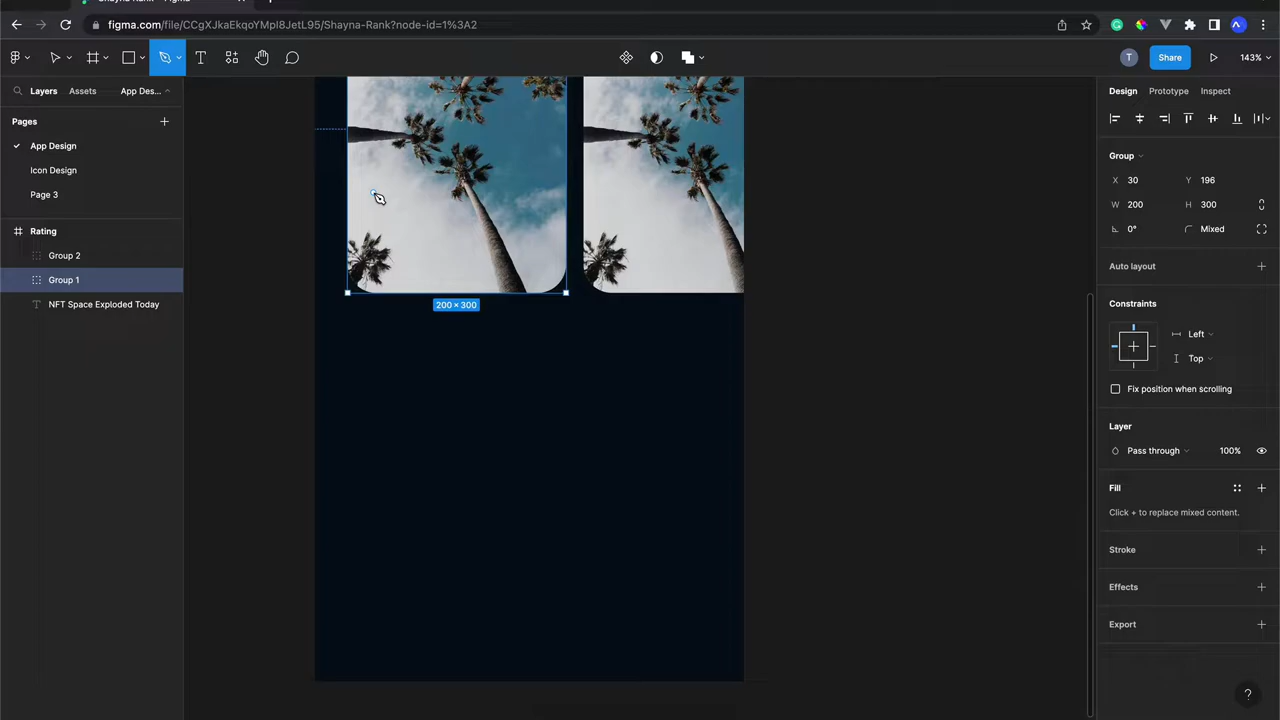 figma.com/file/CCgXJkaEkqoYMpI8JetL95/Shayna-Rank?node-id=1%3A2
T
Share
143%
Layers
Assets
App Des...
Design
Prototype
Inspect
Pages
App Design
Icon Design
Page 3
Rating
Group 2
Group 1
NFT Space Exploded Today
200 × 300
Group
X 30
Y 196
W 200
H 300
0°
Mixed
Auto layout
Constraints
Left
Top
Fix position when scrolling
Layer
Pass through
100%
Fill
Click + to replace mixed content.
Stroke
Effects
Export
?